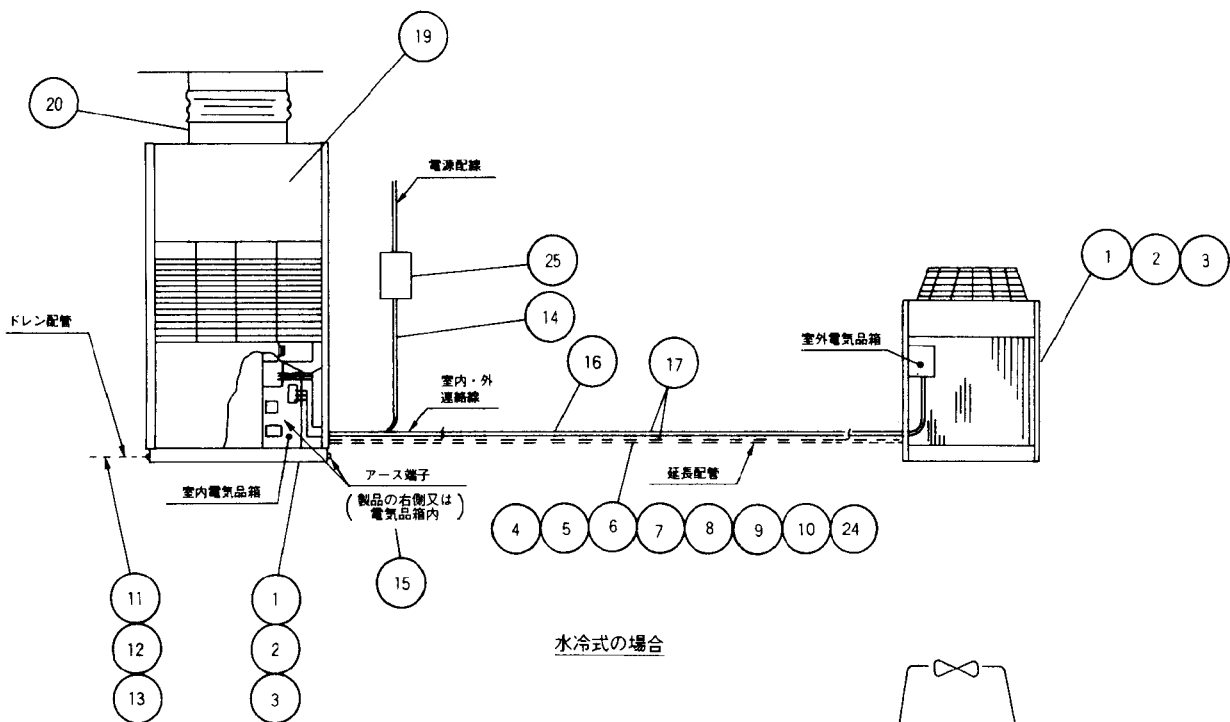 19
20
電源配線
25
1 2 3
14
ドレン配管
室外電気品箱
室内・外
連絡線
16
17
アース端子
室内電気品箱
(製品の右側又は
電気品箱内)
延長配管
4 5 6 7 8 9 10 24
15
11
12
13
1
2
3
水冷式の場合